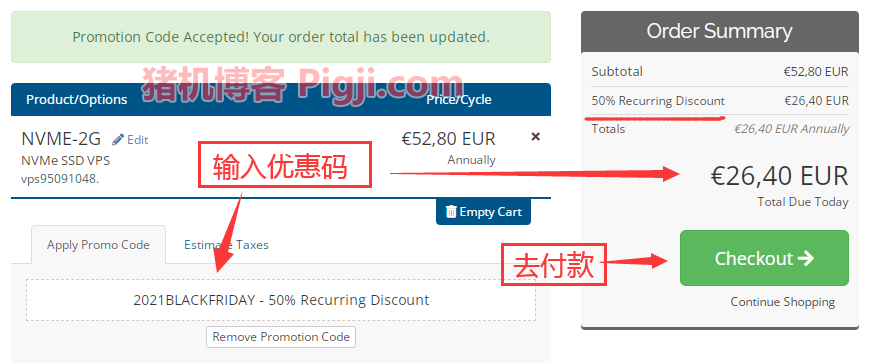 Promotion Code Accepted! Your order total has been updated.
猪机博客 Pigji.com
Product/Options Price/Cycle
NVME-2G Edit €52,80 EUR
NVMe SSD VPS Annually
vps95091048.
输入优惠码
Empty Cart
Apply Promo Code Estimate Taxes
2021BLACKFRIDAY - 50% Recurring Discount
Remove Promotion Code
Order Summary
Subtotal €52,80 EUR
50% Recurring Discount €26,40 EUR
Totals €26,40 EUR Annually
€26,40 EUR
Total Due Today
去付款
Checkout
Continue Shopping